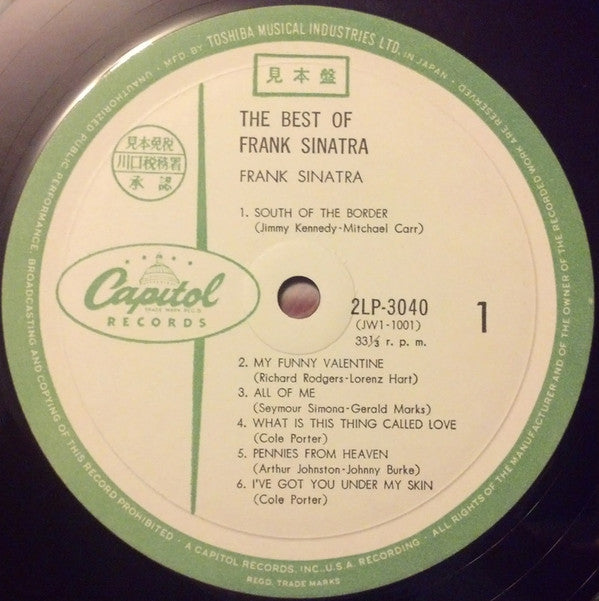 MFD. BY TOSHIBA MUSICAL INDUSTRIES LTD. IN JAPAN · ALL RIGHTS OF THE MANUFACTURER AND OF THE OWNER OF THE RECORDED WORK ARE RESERVED ·
UNAUTHORIZED PUBLIC PERFORMANCE, BROADCASTING AND COPYING OF THIS RECORD PROHIBITED ·
見本盤
THE BEST OF
FRANK SINATRA
FRANK SINATRA
見本免税
川口税務署
承認
1. SOUTH OF THE BORDER
(Jimmy Kennedy-Mitchael Carr)
Capitol
TRADE MARK REG'D
RECORDS
2LP-3040
(JW1-1001)
33⅓ r. p. m.
1
2. MY FUNNY VALENTINE
(Richard Rodgers-Lorenz Hart)
3. ALL OF ME
(Seymour Simona-Gerald Marks)
4. WHAT IS THIS THING CALLED LOVE
(Cole Porter)
5. PENNIES FROM HEAVEN
(Arthur Johnston-Johnny Burke)
6. I'VE GOT YOU UNDER MY SKIN
(Cole Porter)
A CAPITOL RECORDS, INC., U.S.A. RECORDING ·
REG'D. TRADE MARKS